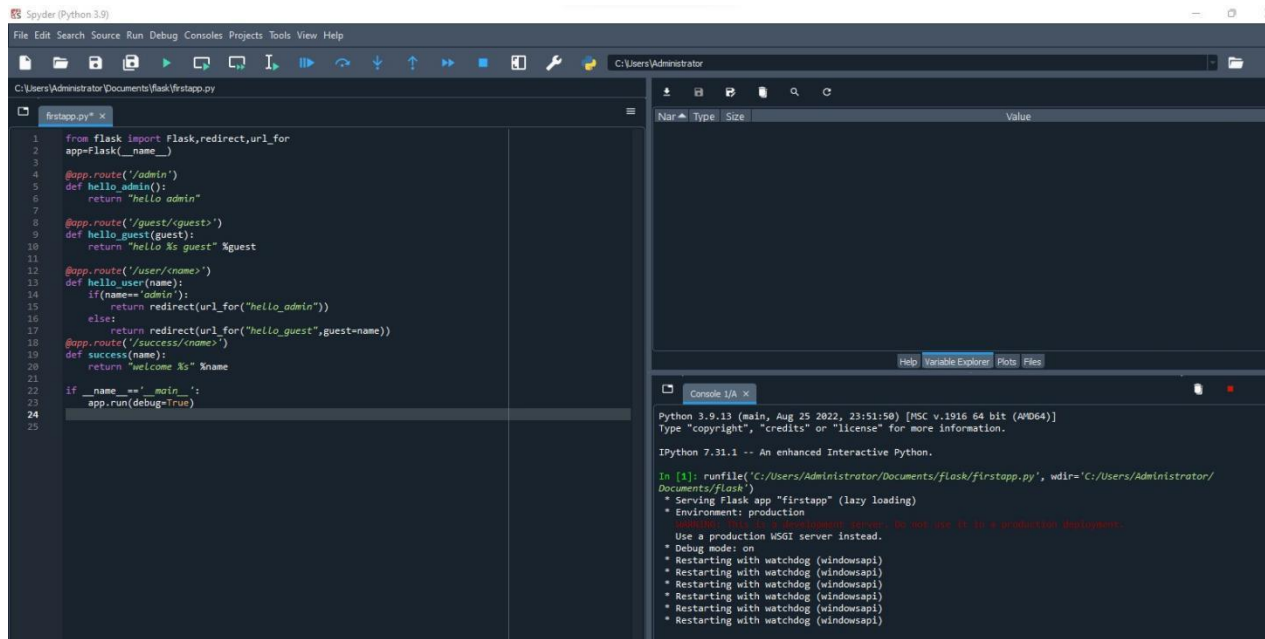 Spyder (Python 3.9)
File Edit Search Source Run Debug Consoles Projects Tools View Help
C:\Users\Administrator
C:\Users\Administrator\Documents\flask\firstapp.py
firstapp.py*
1 from flask import Flask,redirect,url_for
2 app=Flask(__name__)
3
4 @app.route('/admin')
5 def hello_admin():
6     return "hello admin"
7
8 @app.route('/guest/<guest>')
9 def hello_guest(guest):
10     return "hello %s guest" %guest
11
12 @app.route('/user/<name>')
13 def hello_user(name):
14     if(name=='admin'):
15         return redirect(url_for("hello_admin"))
16     else:
17         return redirect(url_for("hello_guest",guest=name))
18 @app.route('/success/<name>')
19 def success(name):
20     return "welcome %s" %name
21
22 if __name__=='__main__':
23     app.run(debug=True)
24
25
Nar Type Size Value
Help Variable Explorer Plots Files
Console 1/A
Python 3.9.13 (main, Aug 25 2022, 23:51:50) [MSC v.1916 64 bit (AMD64)]
Type "copyright", "credits" or "license" for more information.
IPython 7.31.1 -- An enhanced Interactive Python.
In [1]: runfile('C:/Users/Administrator/Documents/flask/firstapp.py', wdir='C:/Users/Administrator/
Documents/flask')
* Serving Flask app "firstapp" (lazy loading)
* Environment: production
WARNING: This is a development server. Do not use it in a production deployment.
Use a production WSGI server instead.
* Debug mode: on
* Restarting with watchdog (windowsapi)
* Restarting with watchdog (windowsapi)
* Restarting with watchdog (windowsapi)
* Restarting with watchdog (windowsapi)
* Restarting with watchdog (windowsapi)
* Restarting with watchdog (windowsapi)